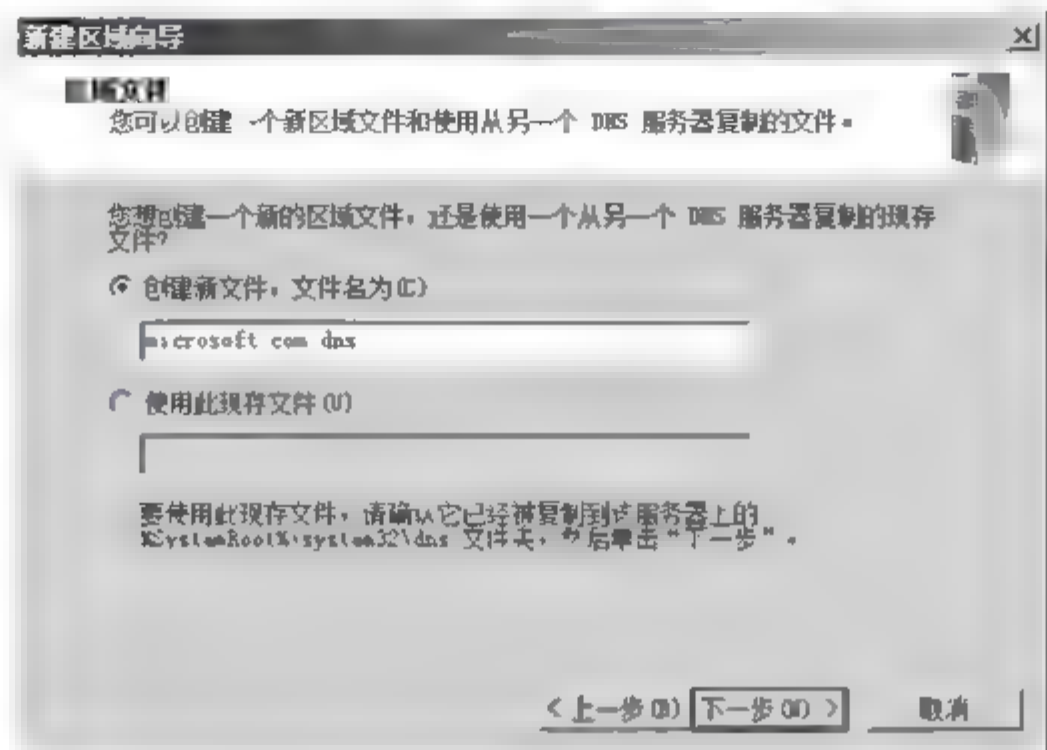 新建区域向导
区域文件
您可以创建一个新区域文件和使用从另一个 DNS 服务器复制的文件。
您想创建一个新的区域文件，还是使用一个从另一个 DNS 服务器复制的现存
文件?
创建新文件，文件名为(C)
microsoft com dns
使用此现存文件(U)
要使用此现存文件，请确认它已经被复制到该服务器上的
%SystemRoot%\system32\dns 文件夹，然后单击“下一步”。
< 上一步(B) 下一步(N) > 取消